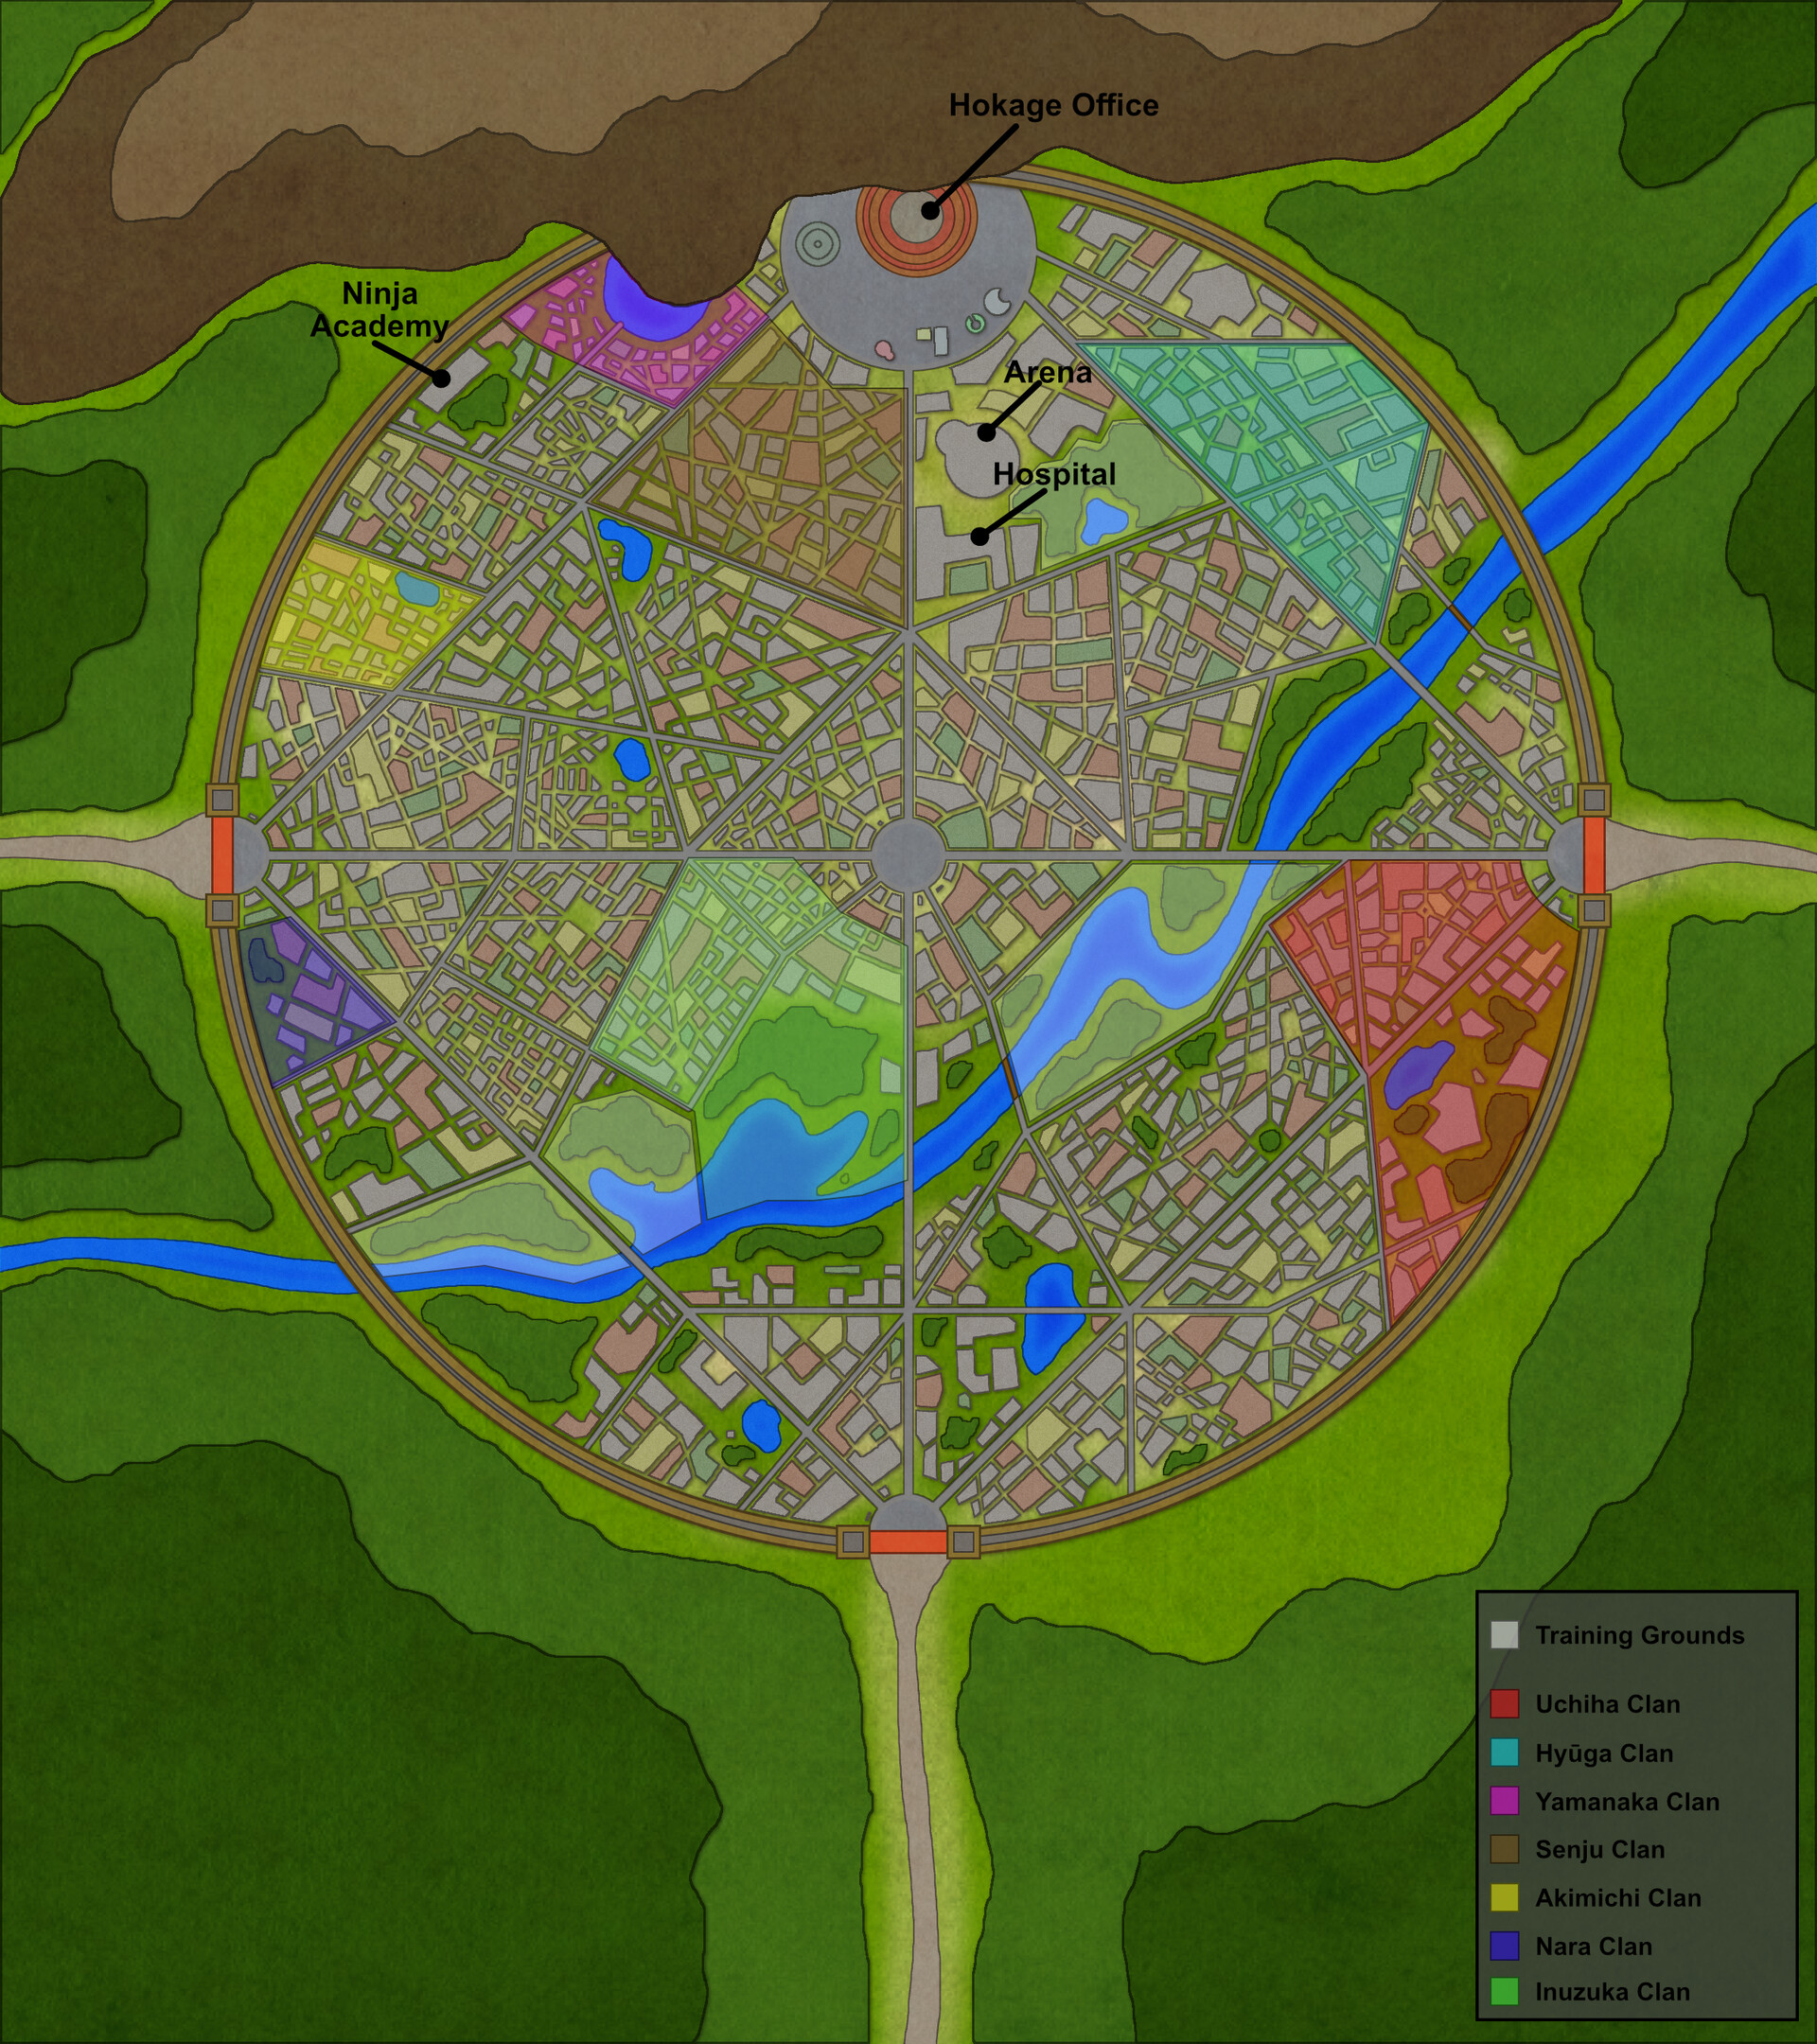 Hokage Office
Ninja
Academy
Arena
Hospital
Training Grounds
Uchiha Clan
Hyūga Clan
Yamanaka Clan
Senju Clan
Akimichi Clan
Nara Clan
Inuzuka Clan